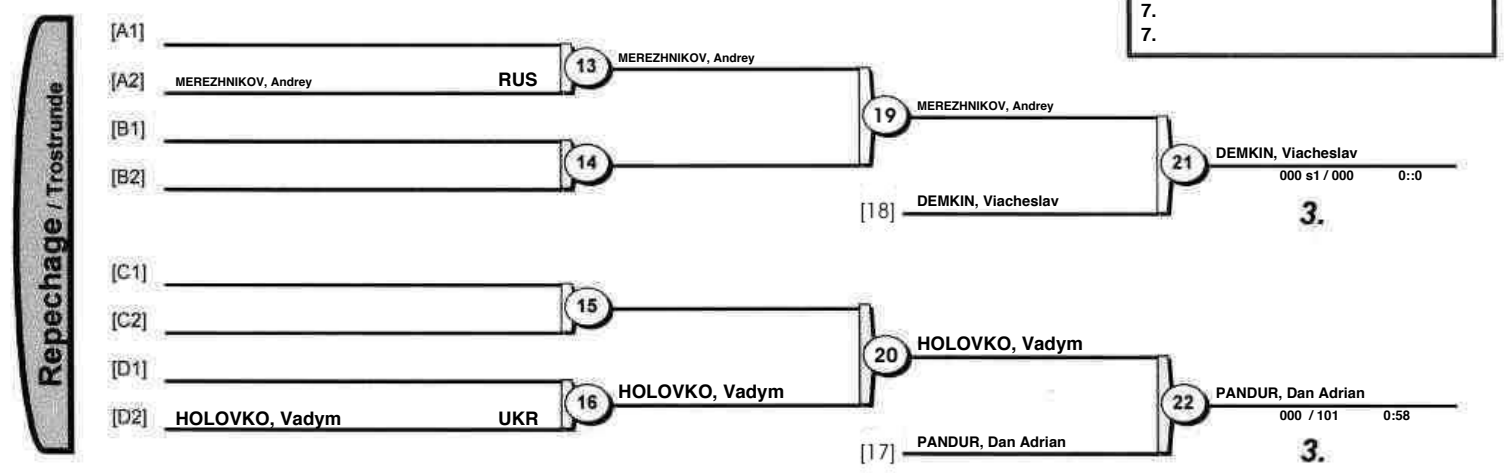 7.
7.
Repechage / Trostrunde
[A1]
[A2] MEREZHNIKOV, Andrey RUS
13 MEREZHNIKOV, Andrey
[B1]
[B2]
14
19 MEREZHNIKOV, Andrey
[18] DEMKIN, Viacheslav
21 DEMKIN, Viacheslav
000 s1 / 000 0::0
3.
[C1]
[C2]
15
[D1]
[D2] HOLOVKO, Vadym UKR
16 HOLOVKO, Vadym
20 HOLOVKO, Vadym
[17] PANDUR, Dan Adrian
22 PANDUR, Dan Adrian
000 / 101 0:58
3.